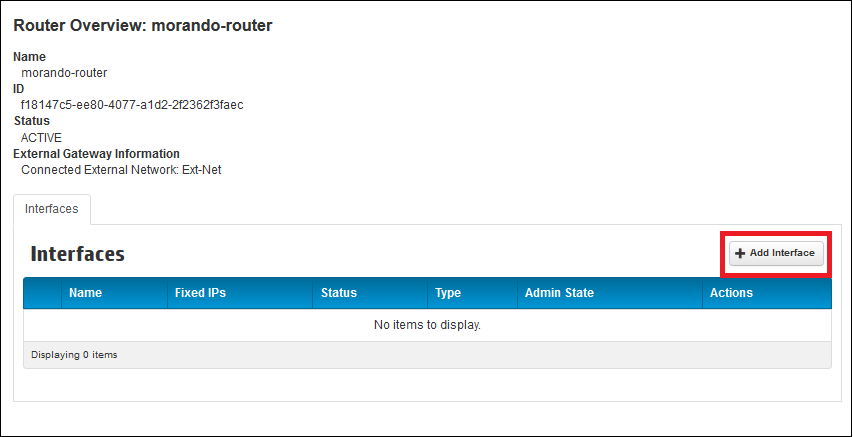 Router Overview: morando-router
Name
morando-router
ID
f18147c5-ee80-4077-a1d2-2f2362f3faec
Status
ACTIVE
External Gateway Information
Connected External Network: Ext-Net
Interfaces
Interfaces
+ Add Interface
Name Fixed IPs Status Type Admin State Actions
No items to display.
Displaying 0 items